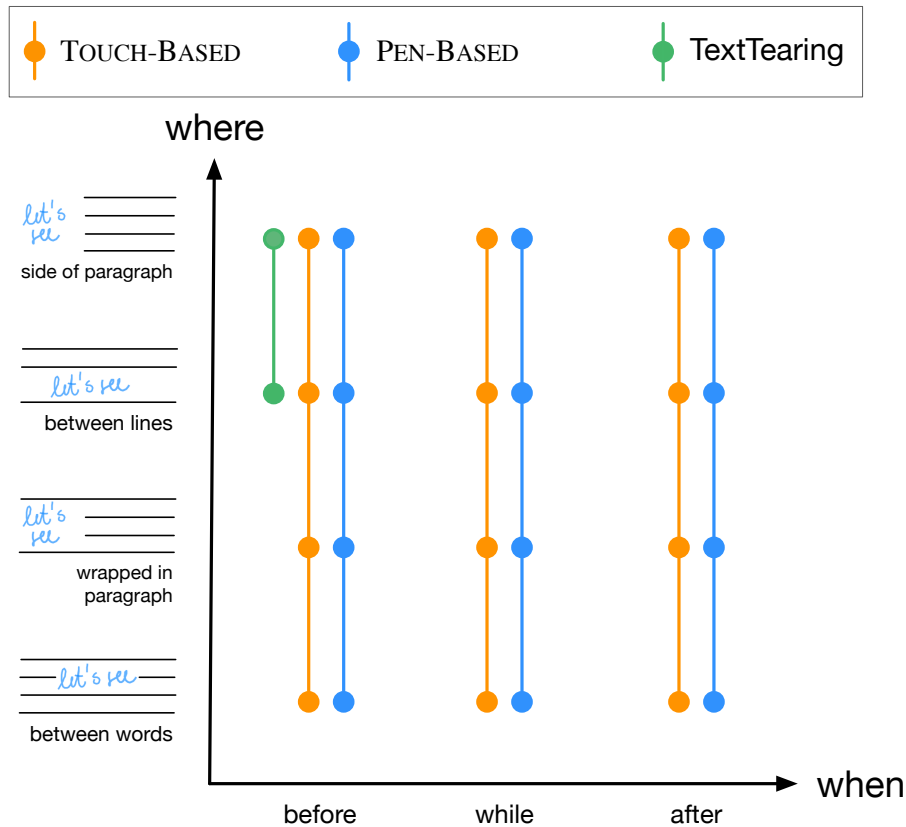 TOUCH-BASED PEN-BASED TextTearing
where
let's
see
side of paragraph
let's see
between lines
let's
see
wrapped in
paragraph
let's see
between words
when
before while after